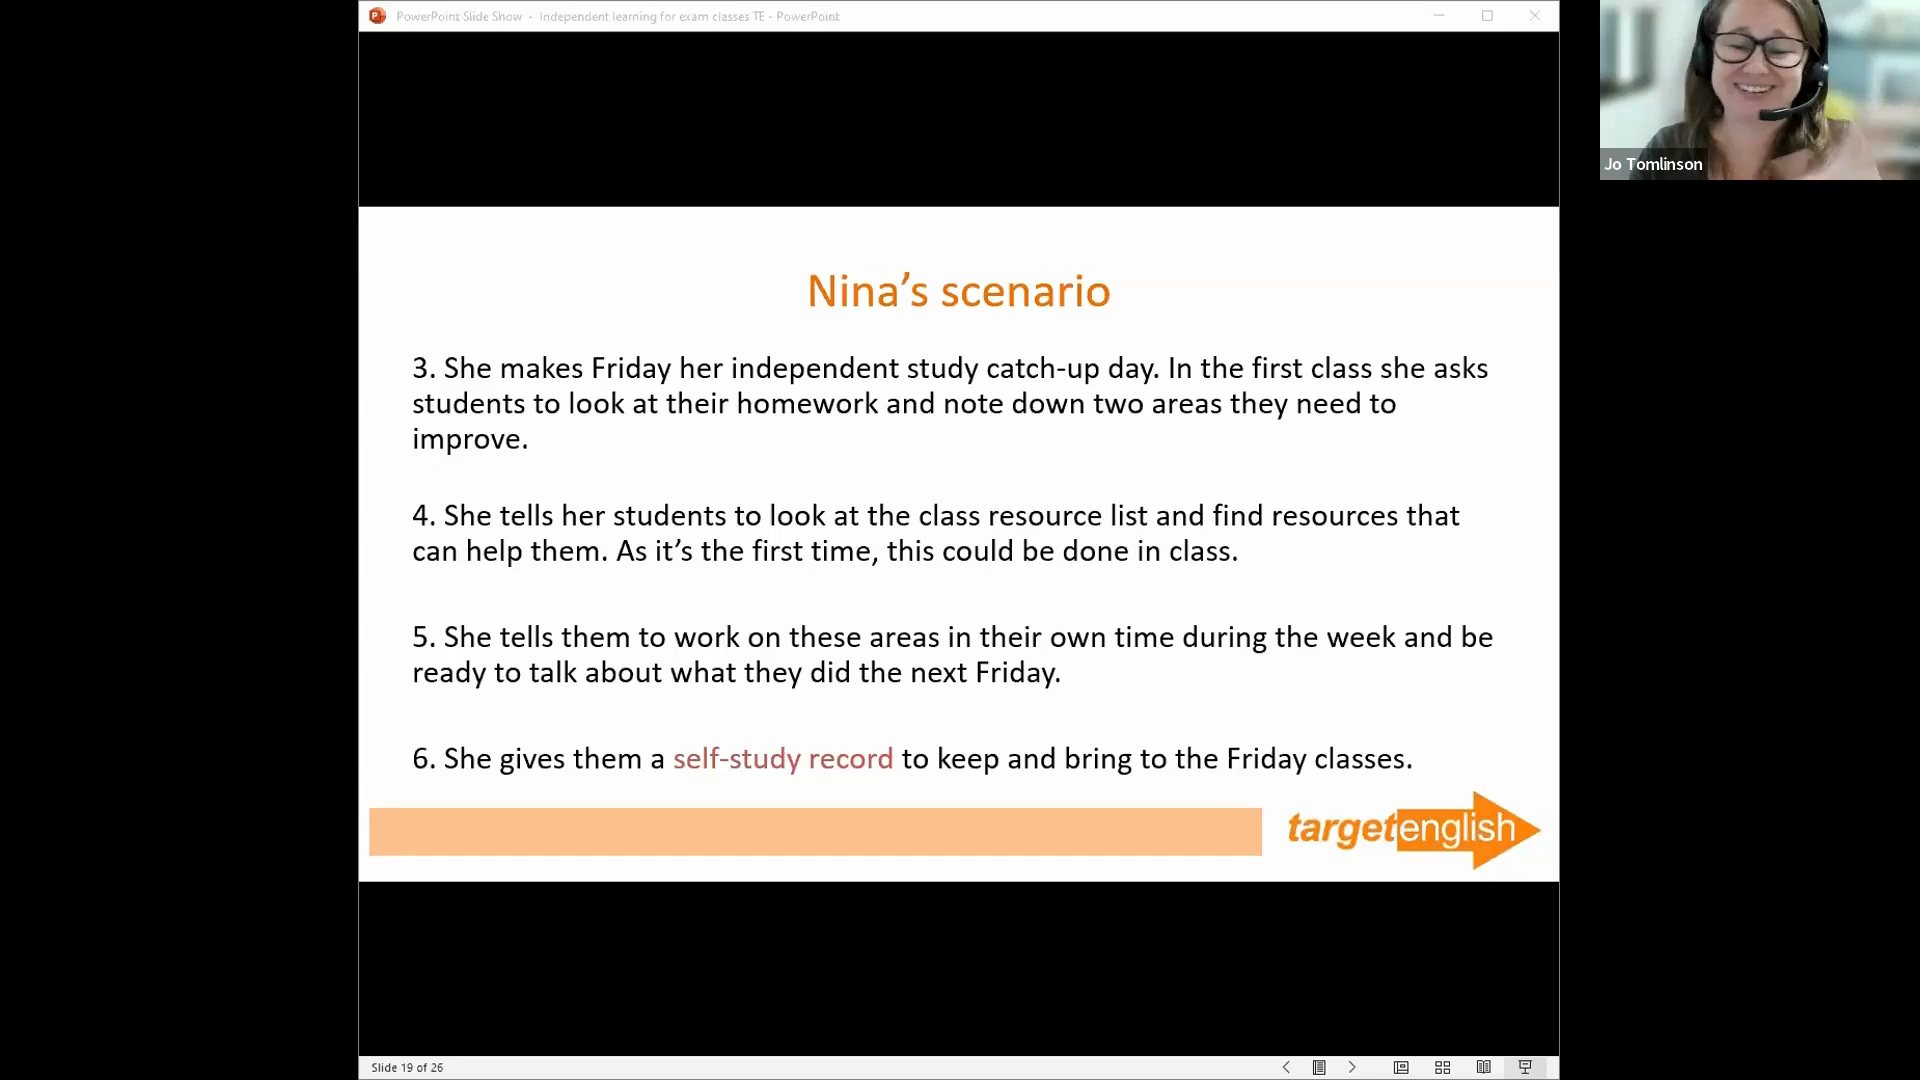 PowerPoint Slide Show - Independent learning for exam classes TE - PowerPoint
Jo Tomlinson
Nina’s scenario
3. She makes Friday her independent study catch-up day. In the first class she asks
students to look at their homework and note down two areas they need to
improve.
4. She tells her students to look at the class resource list and find resources that
can help them. As it’s the first time, this could be done in class.
5. She tells them to work on these areas in their own time during the week and be
ready to talk about what they did the next Friday.
6. She gives them a self-study record to keep and bring to the Friday classes.
targetenglish
Slide 19 of 26